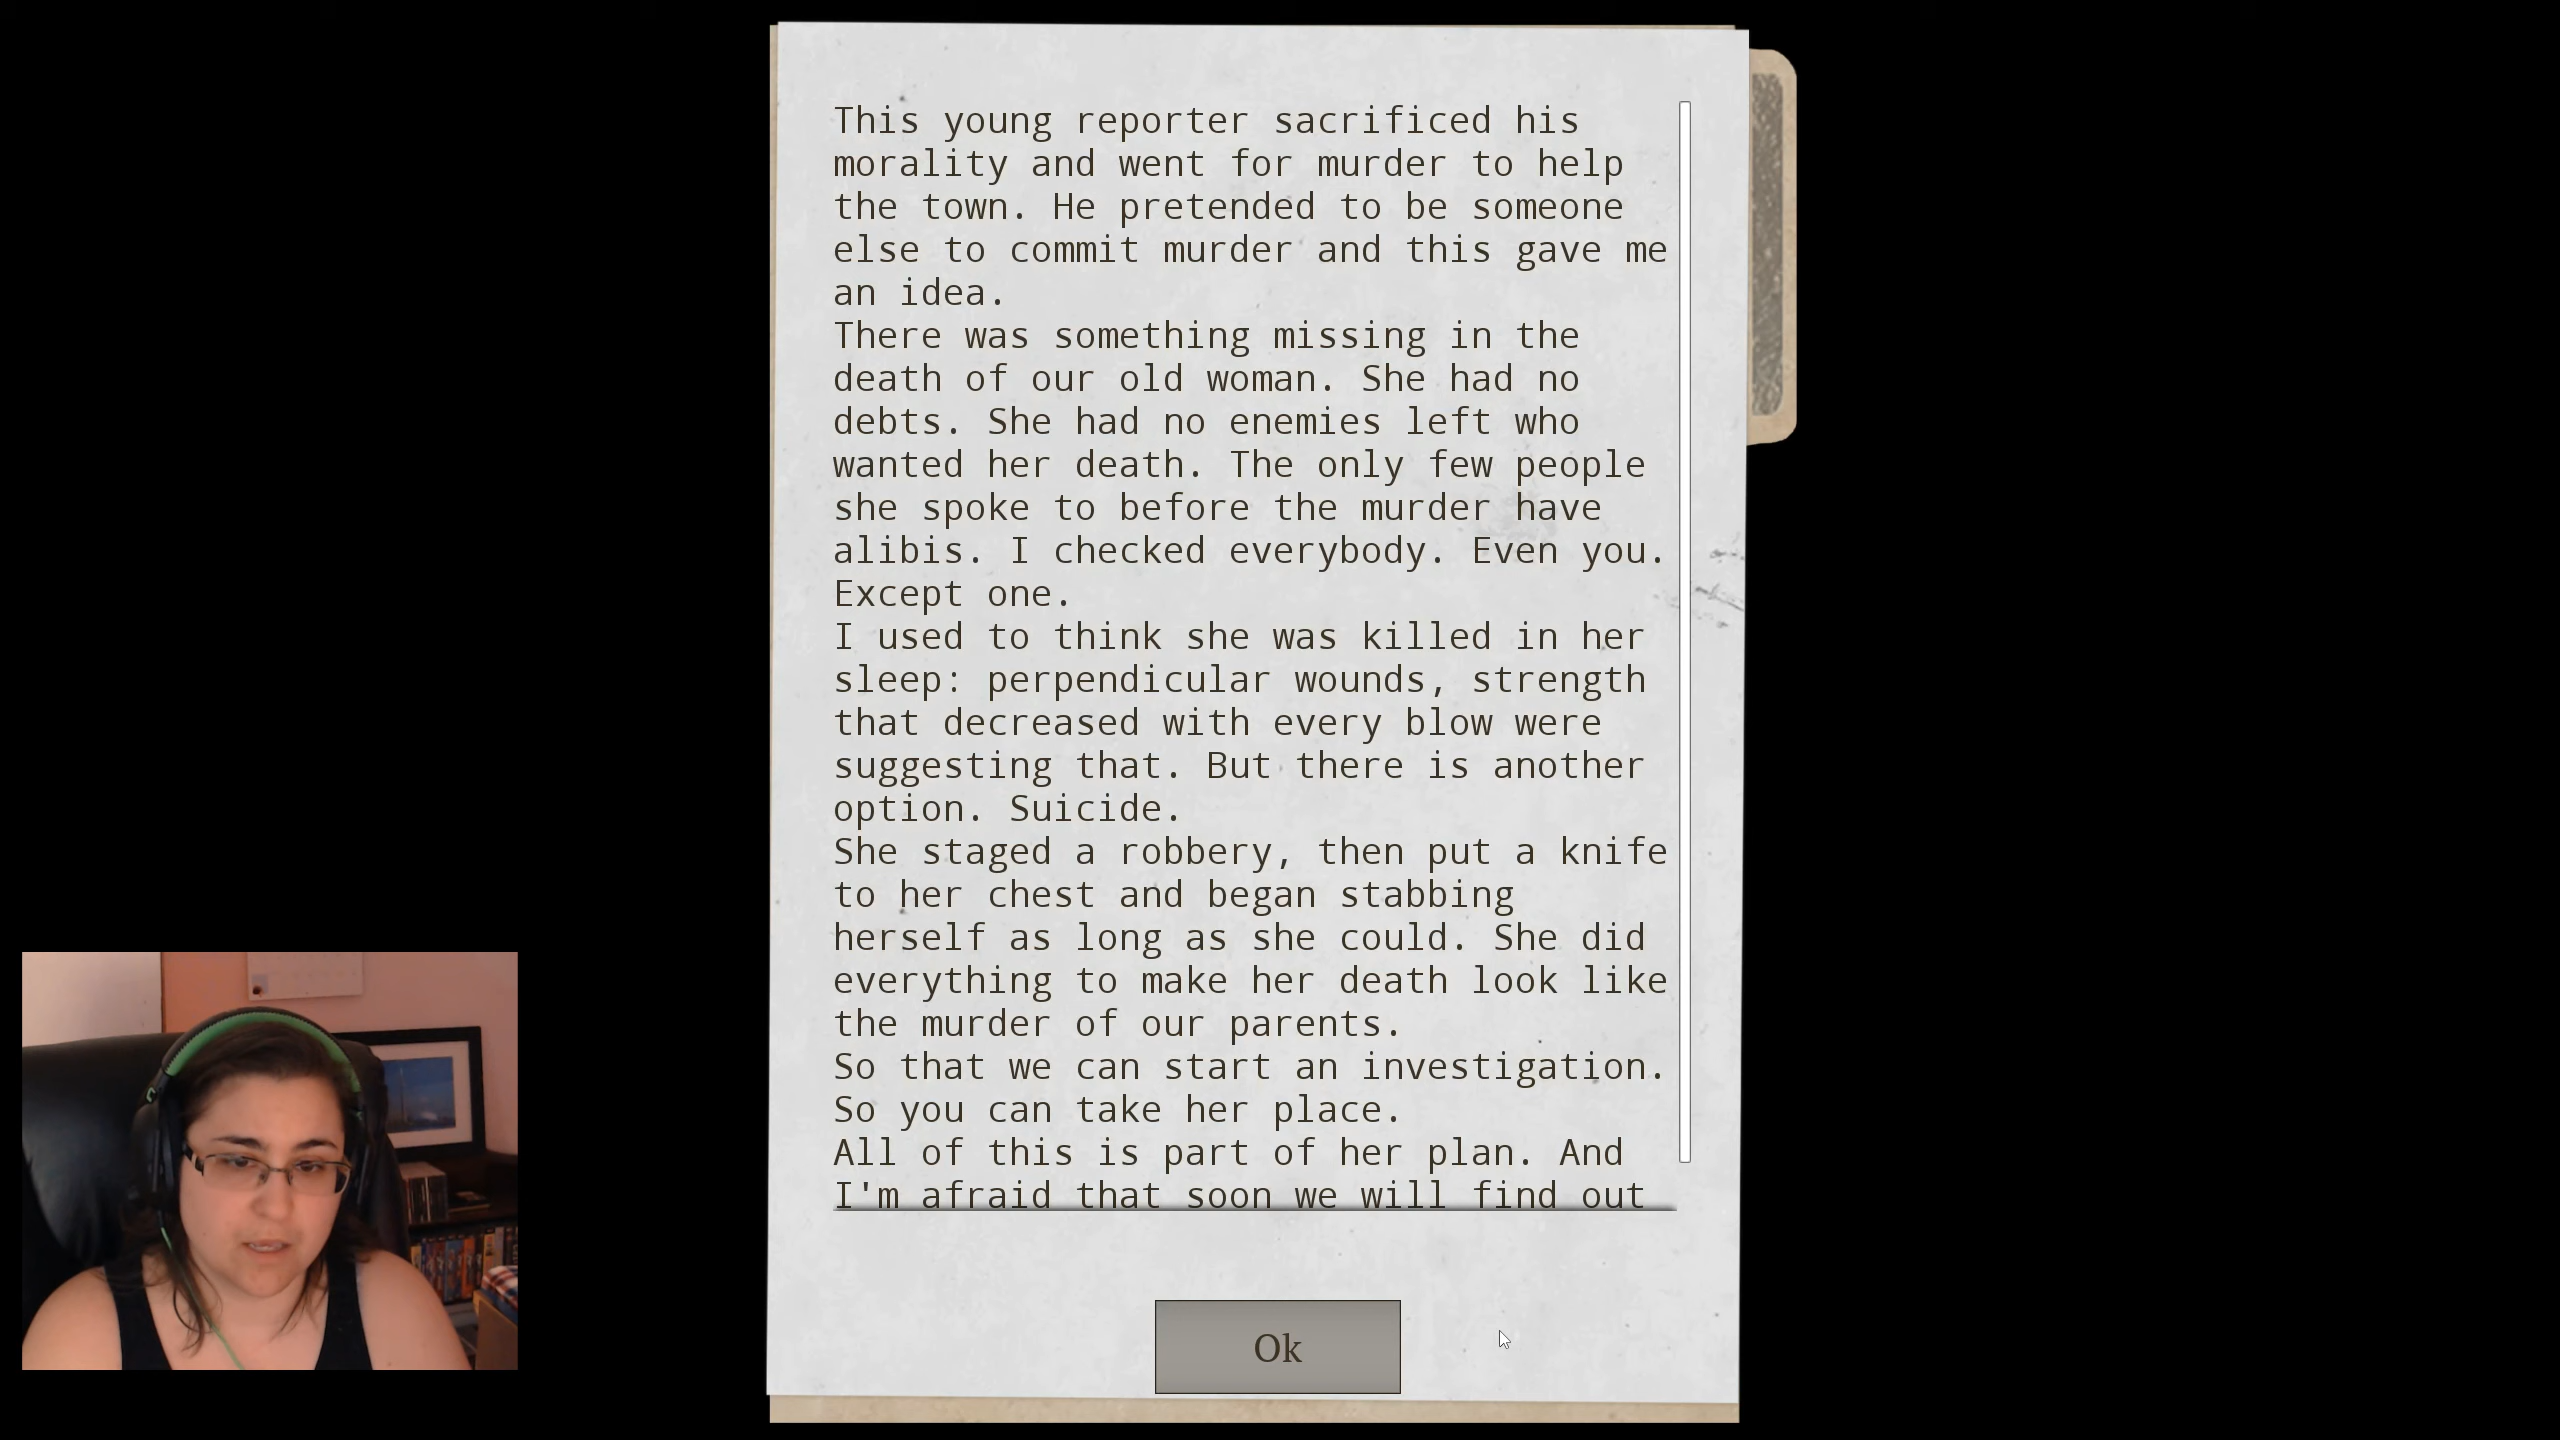 This young reporter sacrificed his
morality and went for murder to help
the town. He pretended to be someone
else to commit murder and this gave me
an idea.
There was something missing in the
death of our old woman. She had no
debts. She had no enemies left who
wanted her death. The only few people
she spoke to before the murder have
alibis. I checked everybody. Even you.
Except one.
I used to think she was killed in her
sleep: perpendicular wounds, strength
that decreased with every blow were
suggesting that. But there is another
option. Suicide.
She staged a robbery, then put a knife
to her chest and began stabbing
herself as long as she could. She did
everything to make her death look like
the murder of our parents.
So that we can start an investigation.
So you can take her place.
All of this is part of her plan. And
I'm afraid that soon we will find out
Ok